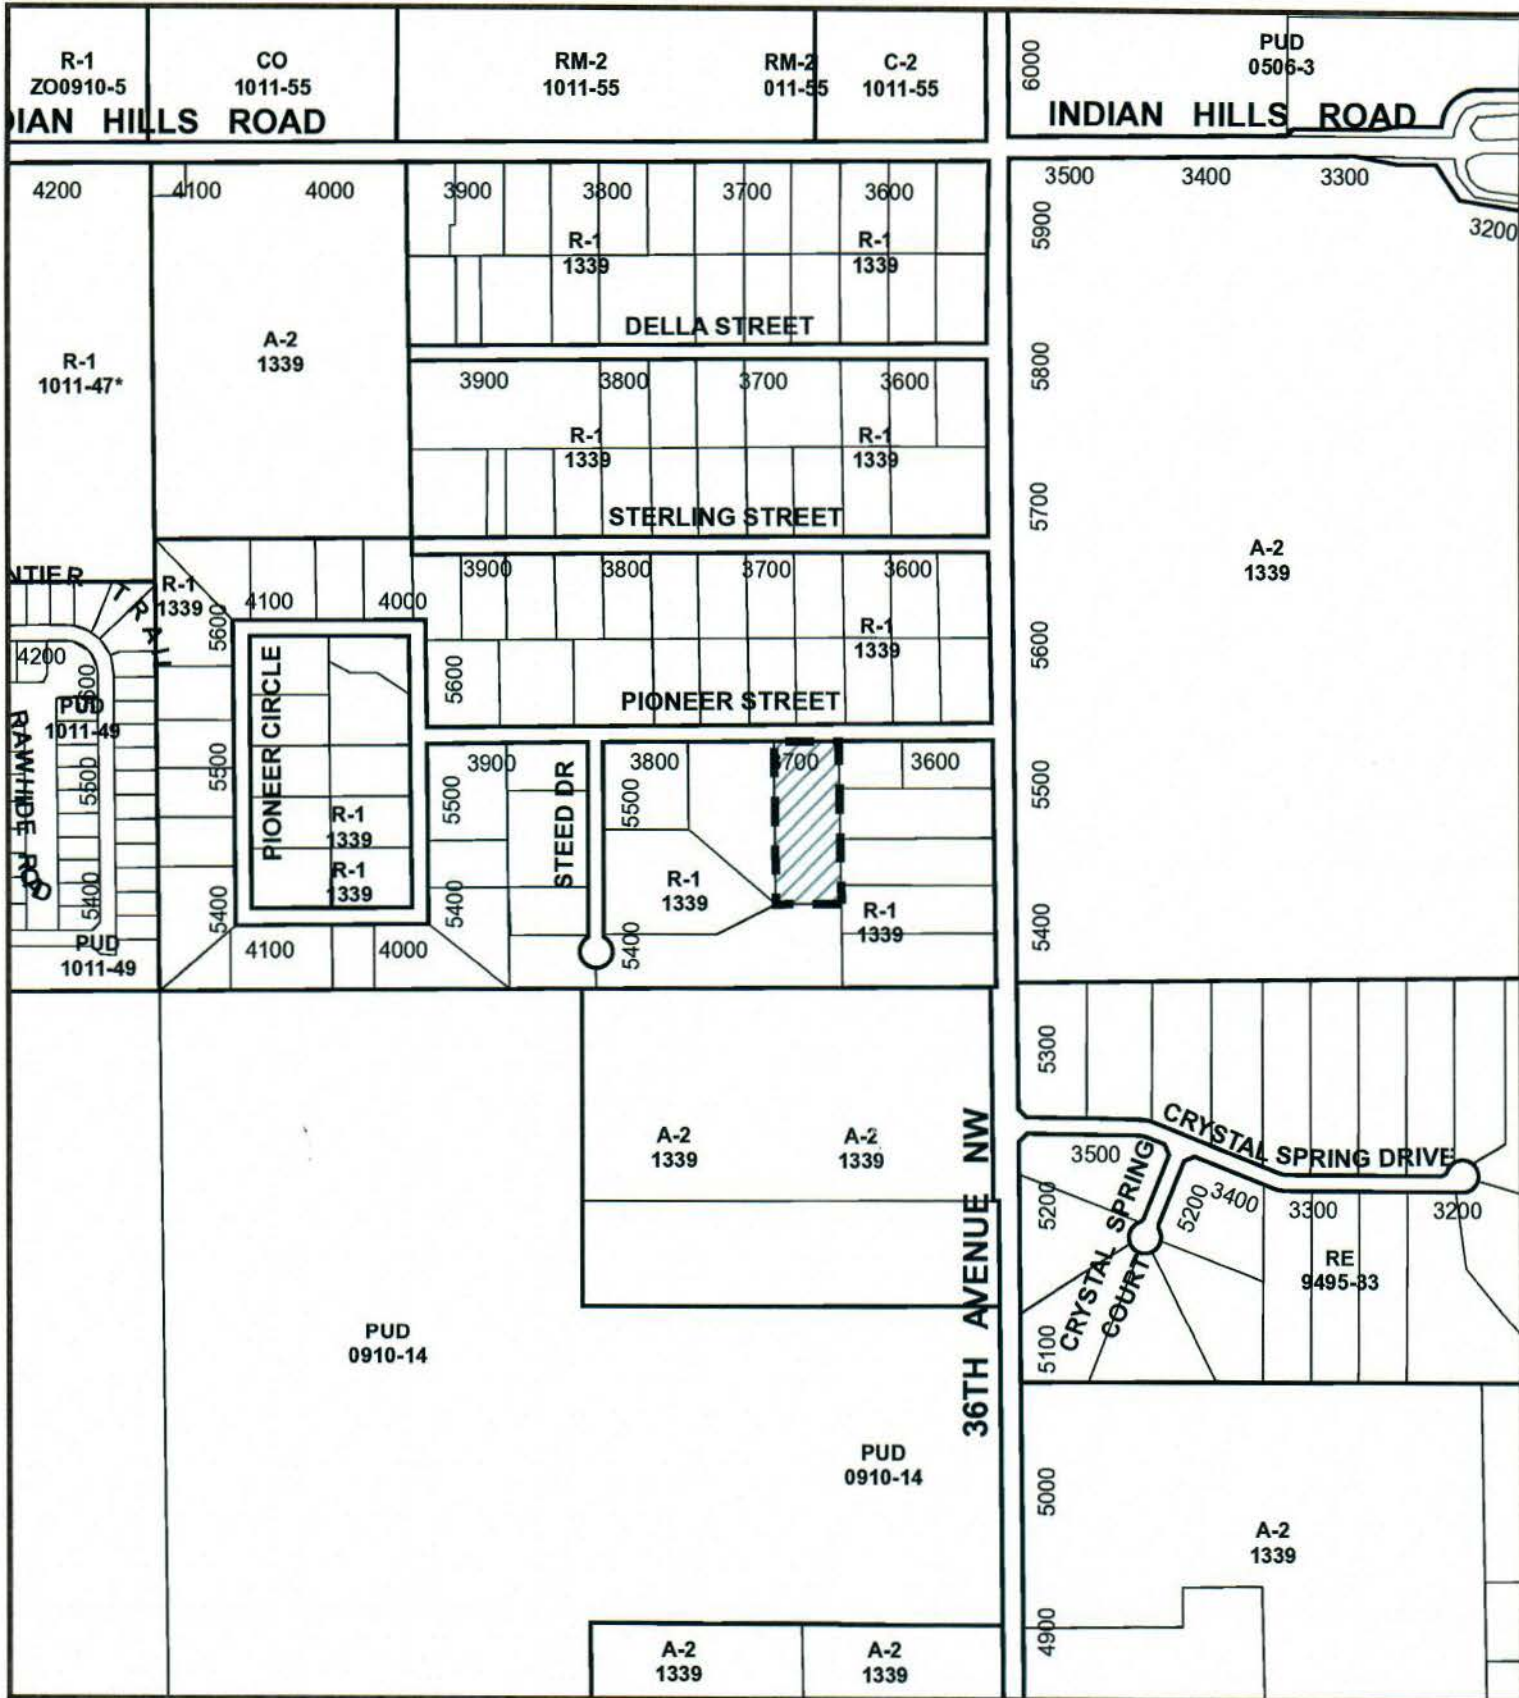 R-1
ZO0910-5
CO
1011-55
RM-2
1011-55
RM-2
011-55
C-2
1011-55
6000
PUD
0506-3
DIAN HILLS ROAD
INDIAN HILLS ROAD
4200
4100
4000
3900
3800
3700
3600
3500
3400
3300
3200
5900
R-1
1339
R-1
1339
DELLA STREET
A-2
1339
R-1
1011-47*
5800
3900
3800
3700
3600
R-1
1339
R-1
1339
5700
STERLING STREET
A-2
1339
3900
3800
3700
3600
NTIER TRAIL
R-1
1339
4100
4000
5600
R-1
1339
5600
4200
5600
5600
PIONEER STREET
PUD
1011-49
RAWHIDE ROAD
PIONEER CIRCLE
3900
3800
3700
3600
5500
5500
5500
5500
5500
STEED DR
R-1
1339
R-1
1339
R-1
1339
R-1
1339
5400
5400
5400
5400
5400
PUD
1011-49
4100
4000
5300
CRYSTAL SPRING DRIVE
A-2
1339
A-2
1339
3500
3400
3300
3200
5200
5200
CRYSTAL SPRING
COURT
RE
9495-33
36TH AVENUE NW
5100
PUD
0910-14
PUD
0910-14
5000
A-2
1339
4900
A-2
1339
A-2
1339